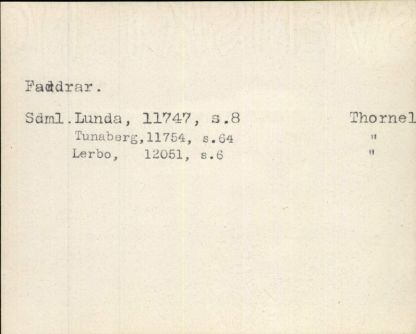 Faddrar.
Sdml.Lunda, 11747, s.8 Thornel
Tunaberg,11754, s.64 "
Lerbo, 12051, s.6 "